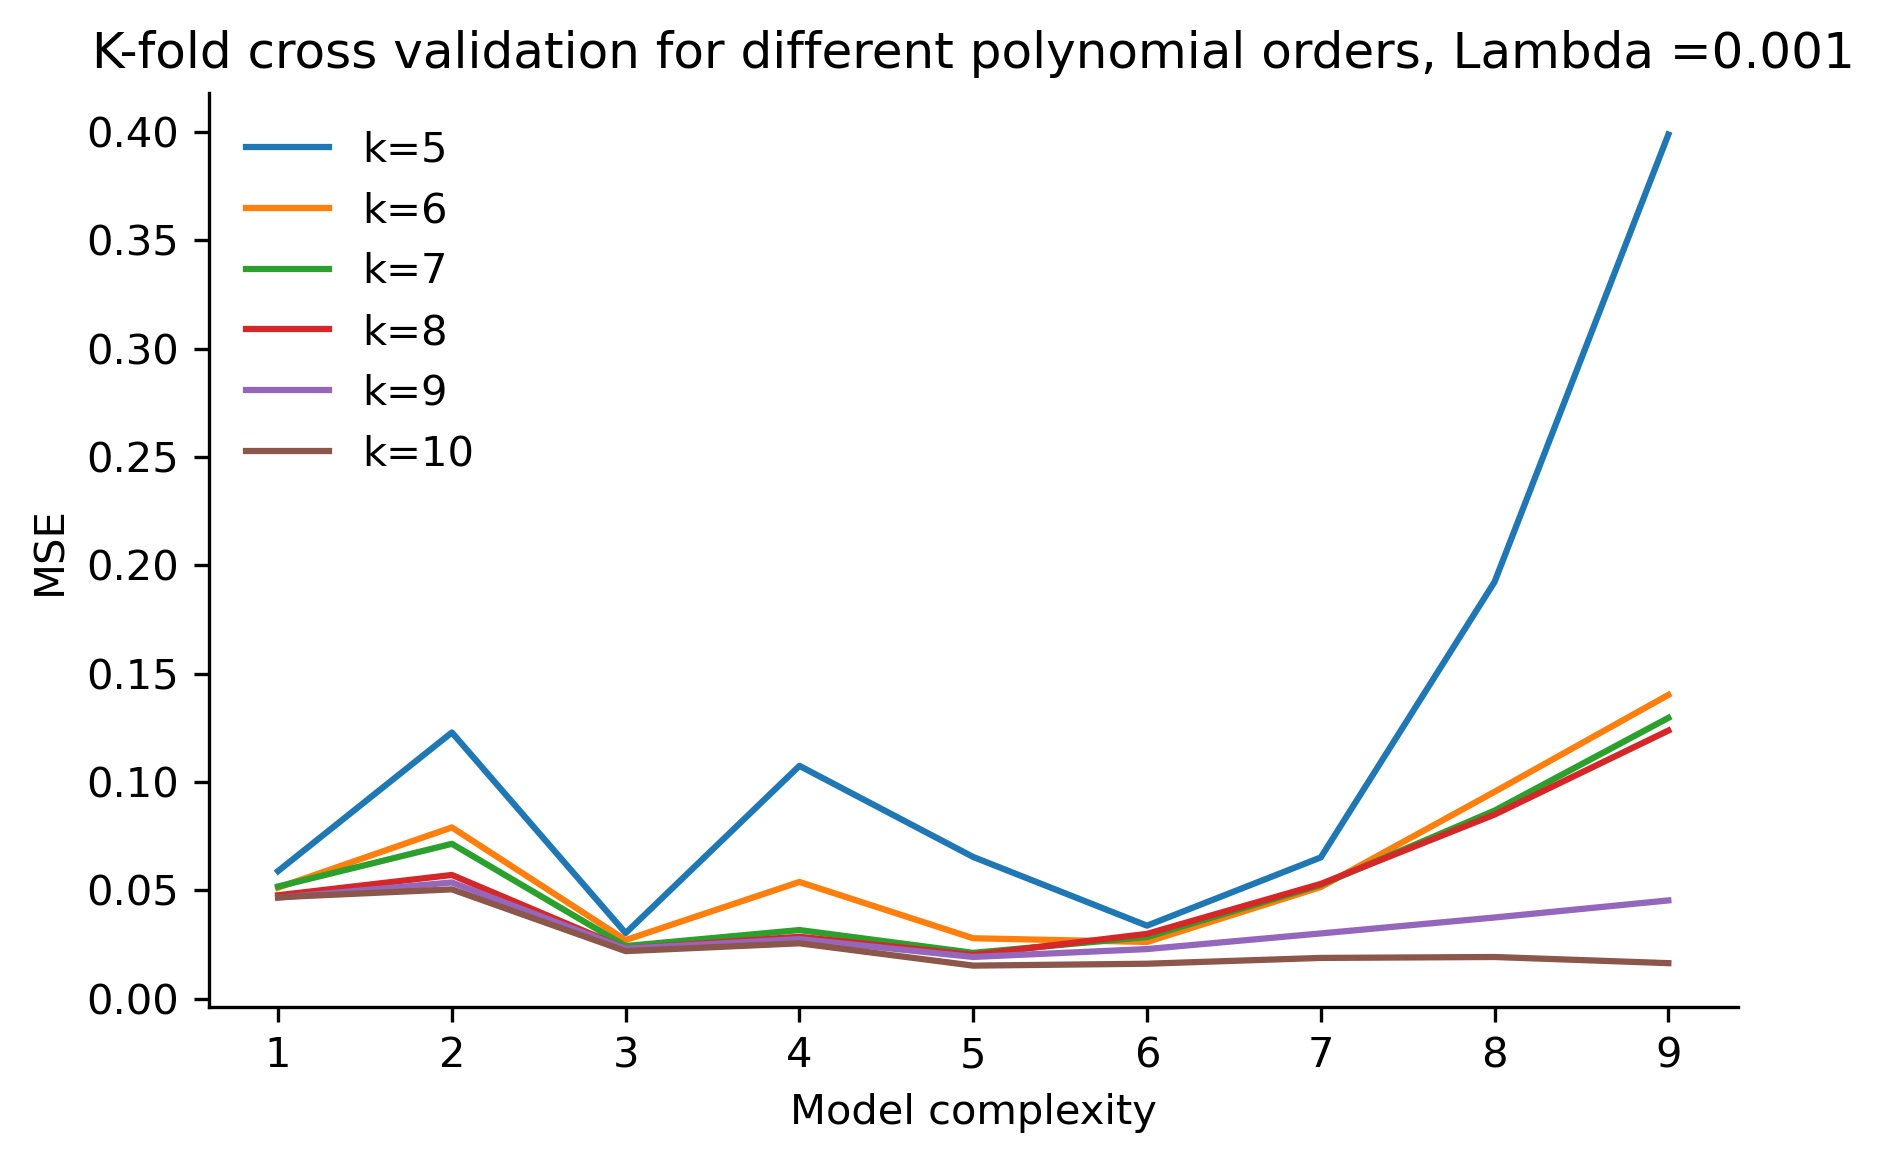 K-fold cross validation for different polynomial orders, Lambda =0.001
0.40
0.35
0.30
0.25
0.20
0.15
0.10
0.05
0.00
MSE
k=5
k=6
k=7
k=8
k=9
k=10
1 2 3 4 5 6 7 8 9
Model complexity